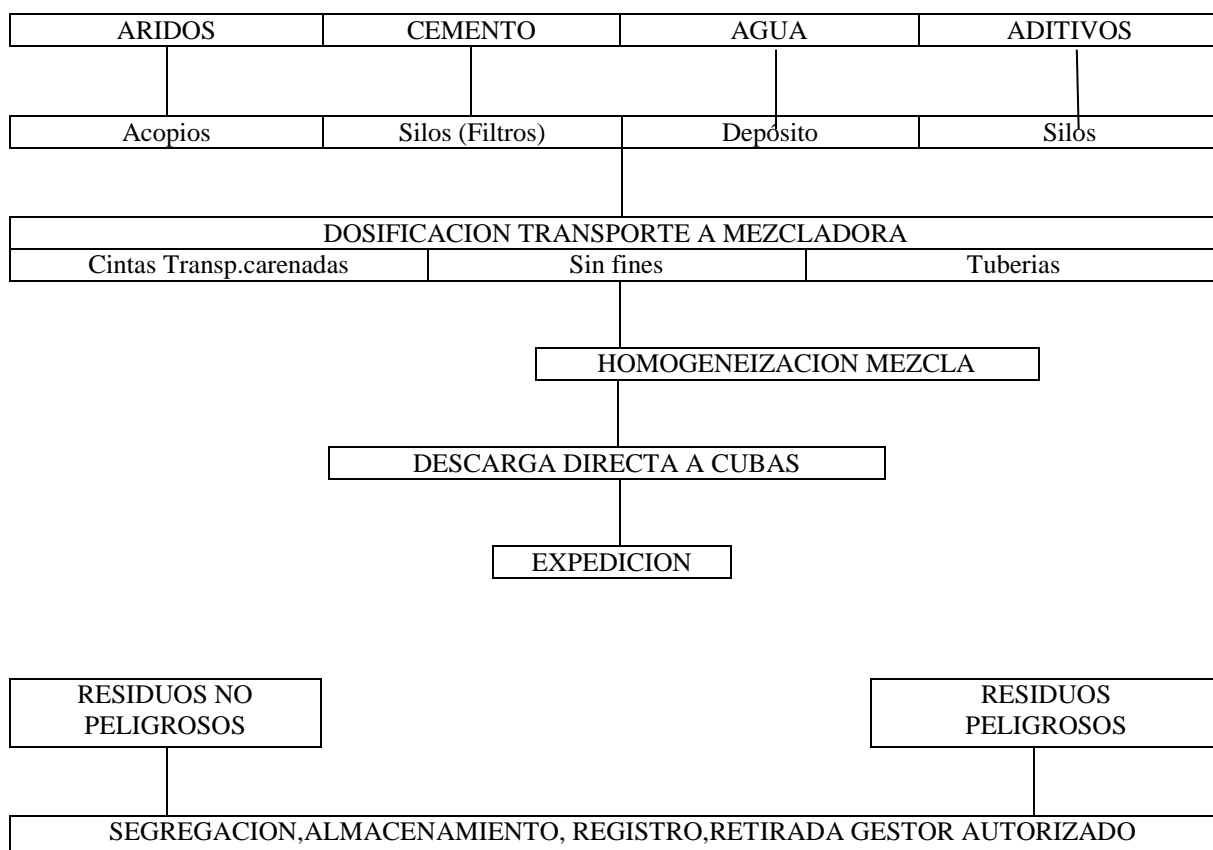 ARIDOS CEMENTO AGUA ADITIVOS
Acopios Silos (Filtros) Depósito Silos
DOSIFICACION TRANSPORTE A MEZCLADORA
Cintas Transp.carenadas Sin fines Tuberias
HOMOGENEIZACION MEZCLA
DESCARGA DIRECTA A CUBAS
EXPEDICION
RESIDUOS NO
PELIGROSOS
RESIDUOS
PELIGROSOS
SEGREGACION,ALMACENAMIENTO, REGISTRO,RETIRADA GESTOR AUTORIZADO